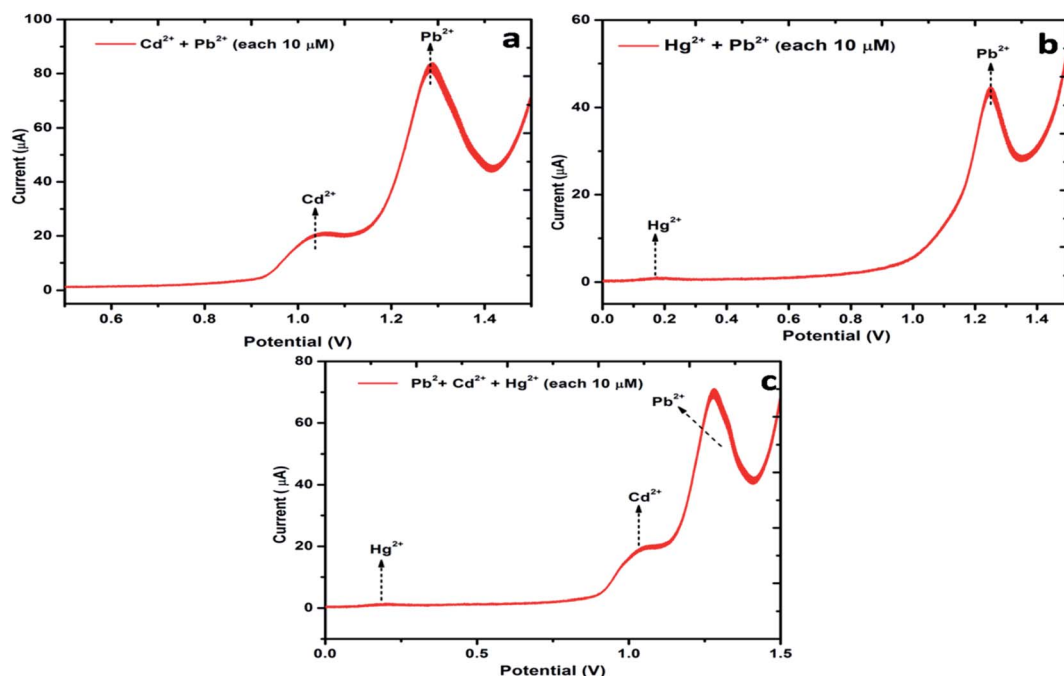 Cd²⁺ + Pb²⁺ (each 10 µM)
a
Pb²⁺
Cd²⁺
Current (µA)
100
80
60
40
20
0
0.6 0.8 1.0 1.2 1.4
Potential (V)
Hg²⁺ + Pb²⁺ (each 10 µM)
b
Pb²⁺
Hg²⁺
Current (µA)
60
40
20
0
0.0 0.2 0.4 0.6 0.8 1.0 1.2 1.4
Potential (V)
Pb²+ Cd²⁺ + Hg²⁺ (each 10 µM)
c
Pb²⁺
Cd²⁺
Hg²⁺
Current ( µA)
80
60
40
20
0
0.0 0.5 1.0 1.5
Potential (V)